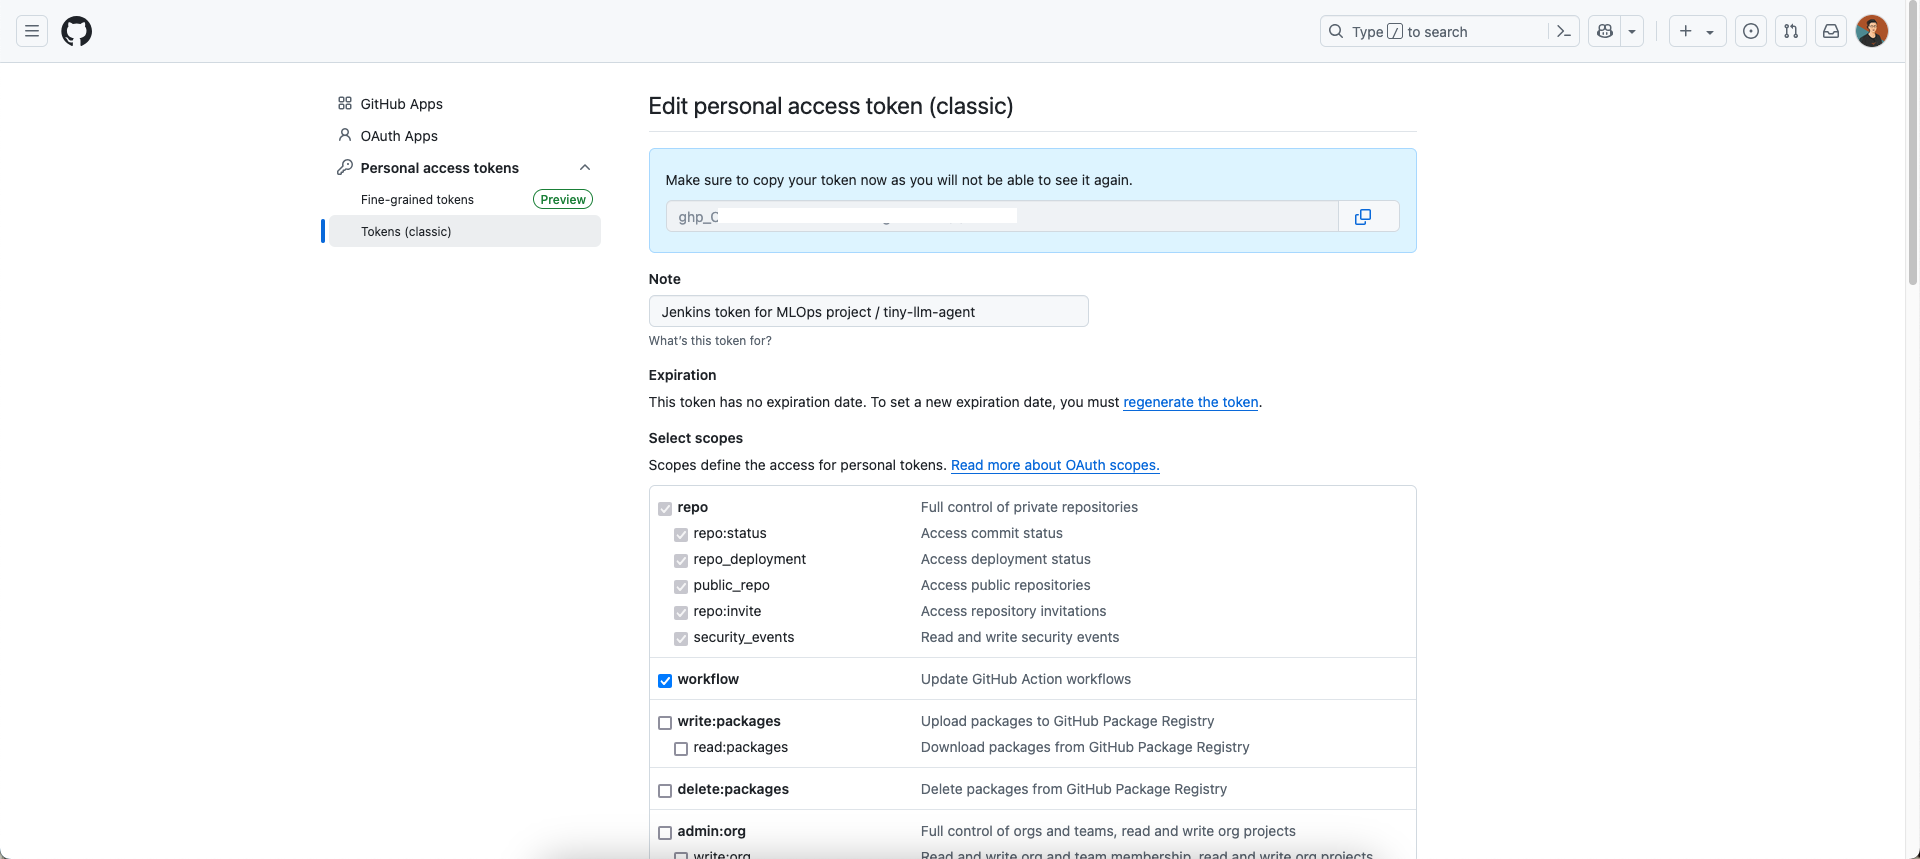 Type / to search
GitHub Apps
OAuth Apps
Personal access tokens
Fine-grained tokens Preview
Tokens (classic)
Edit personal access token (classic)
Make sure to copy your token now as you will not be able to see it again.
Note
Jenkins token for MLOps project / tiny-llm-agent
What's this token for?
Expiration
This token has no expiration date. To set a new expiration date, you must regenerate the token.
Select scopes
Scopes define the access for personal tokens. Read more about OAuth scopes.
repo Full control of private repositories
repo:status Access commit status
repo_deployment Access deployment status
public_repo Access public repositories
repo:invite Access repository invitations
security_events Read and write security events
workflow Update GitHub Action workflows
write:packages Upload packages to GitHub Package Registry
read:packages Download packages from GitHub Package Registry
delete:packages Delete packages from GitHub Package Registry
admin:org Full control of orgs and teams, read and write org projects
write:org Read and write org and team membership, read and write org projects